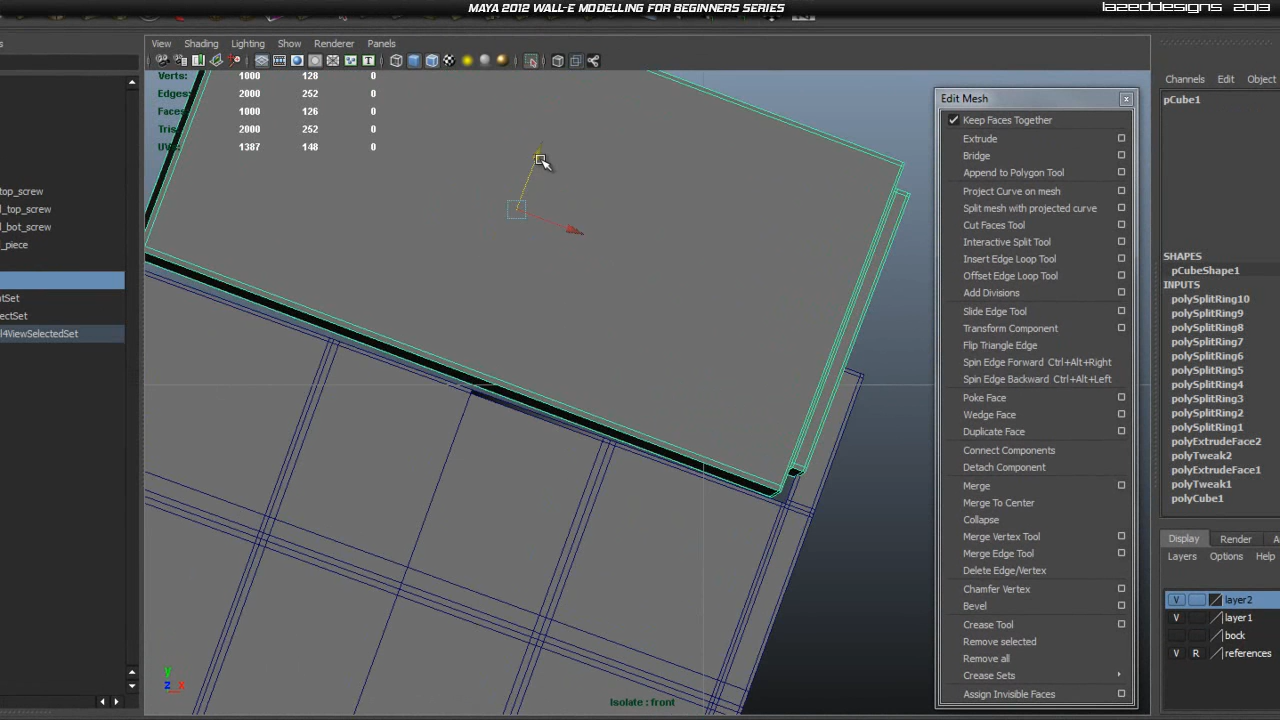 MAYA 2012 WALL-E MODELLING FOR BEGINNERS SERIES
LAZEDDESIGNS 2013
View Shading Lighting Show Renderer Panels
Verts: 1000 128 0
Edges: 2000 252 0
Faces: 1000 126 0
Tris: 2000 252 0
UVs: 1387 148 0
top_screw
d_top_screw
d_bot_screw
d_piece
tSet
ectSet
l4ViewSelectedSet
y
z x
Isolate : front
Edit Mesh
Keep Faces Together
Extrude
Bridge
Append to Polygon Tool
Project Curve on mesh
Split mesh with projected curve
Cut Faces Tool
Interactive Split Tool
Insert Edge Loop Tool
Offset Edge Loop Tool
Add Divisions
Slide Edge Tool
Transform Component
Flip Triangle Edge
Spin Edge Forward Ctrl+Alt+Right
Spin Edge Backward Ctrl+Alt+Left
Poke Face
Wedge Face
Duplicate Face
Connect Components
Detach Component
Merge
Merge To Center
Collapse
Merge Vertex Tool
Merge Edge Tool
Delete Edge/Vertex
Chamfer Vertex
Bevel
Crease Tool
Remove selected
Remove all
Crease Sets
Assign Invisible Faces
Channels Edit Object
pCube1
SHAPES
pCubeShape1
INPUTS
polySplitRing10
polySplitRing9
polySplitRing8
polySplitRing7
polySplitRing6
polySplitRing5
polySplitRing4
polySplitRing3
polySplitRing2
polySplitRing1
polyExtrudeFace2
polyTweak2
polyExtrudeFace1
polyTweak1
polyCube1
Display Render A
Layers Options Help
V layer2
V layer1
bock
V R references